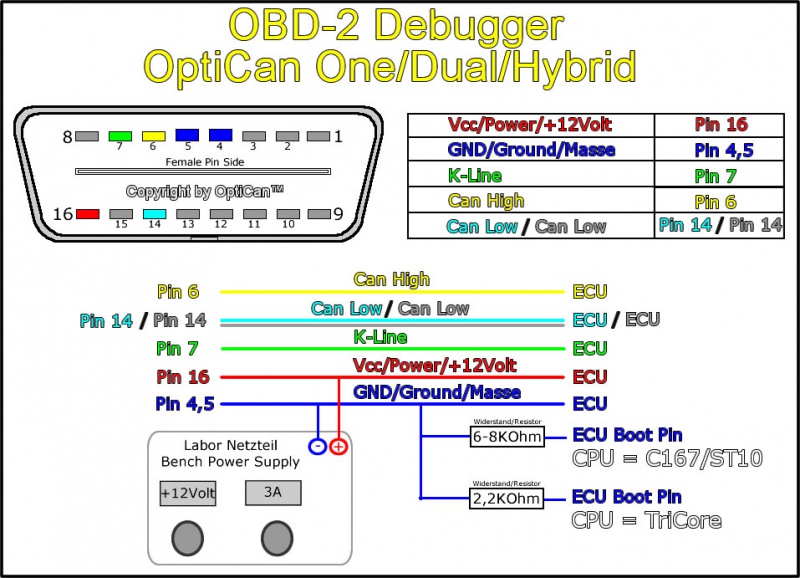 OBD-2 Debugger
OptiCan One/Dual/Hybrid
8 7 6 5 4 3 2 1
Female Pin Side
Copyright by OptiCan™
16 15 14 13 12 11 10 9
Vcc/Power/+12Volt Pin 16
GND/Ground/Masse Pin 4,5
K-Line Pin 7
Can High Pin 6
Can Low / Can Low Pin 14 / Pin 14
Pin 6 Can High ECU
Pin 14 / Pin 14 Can Low / Can Low ECU / ECU
Pin 7 K-Line ECU
Pin 16 Vcc/Power/+12Volt ECU
Pin 4,5 GND/Ground/Masse ECU
Labor Netzteil
Bench Power Supply
- +
+12Volt 3A
Widerstand/Resistor
6-8KOhm ECU Boot Pin
CPU = C167/ST10
Widerstand/Resistor
2,2KOhm ECU Boot Pin
CPU = TriCore